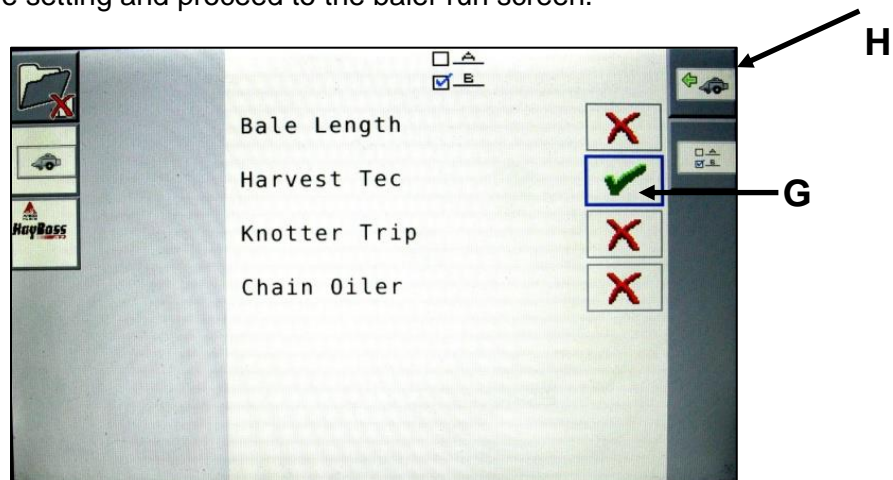 e setting and proceed to the baler run screen.
H
A
B
Bale Length
A
B
Harvest Tec
G
HayBoss
Knotter Trip
Chain Oiler